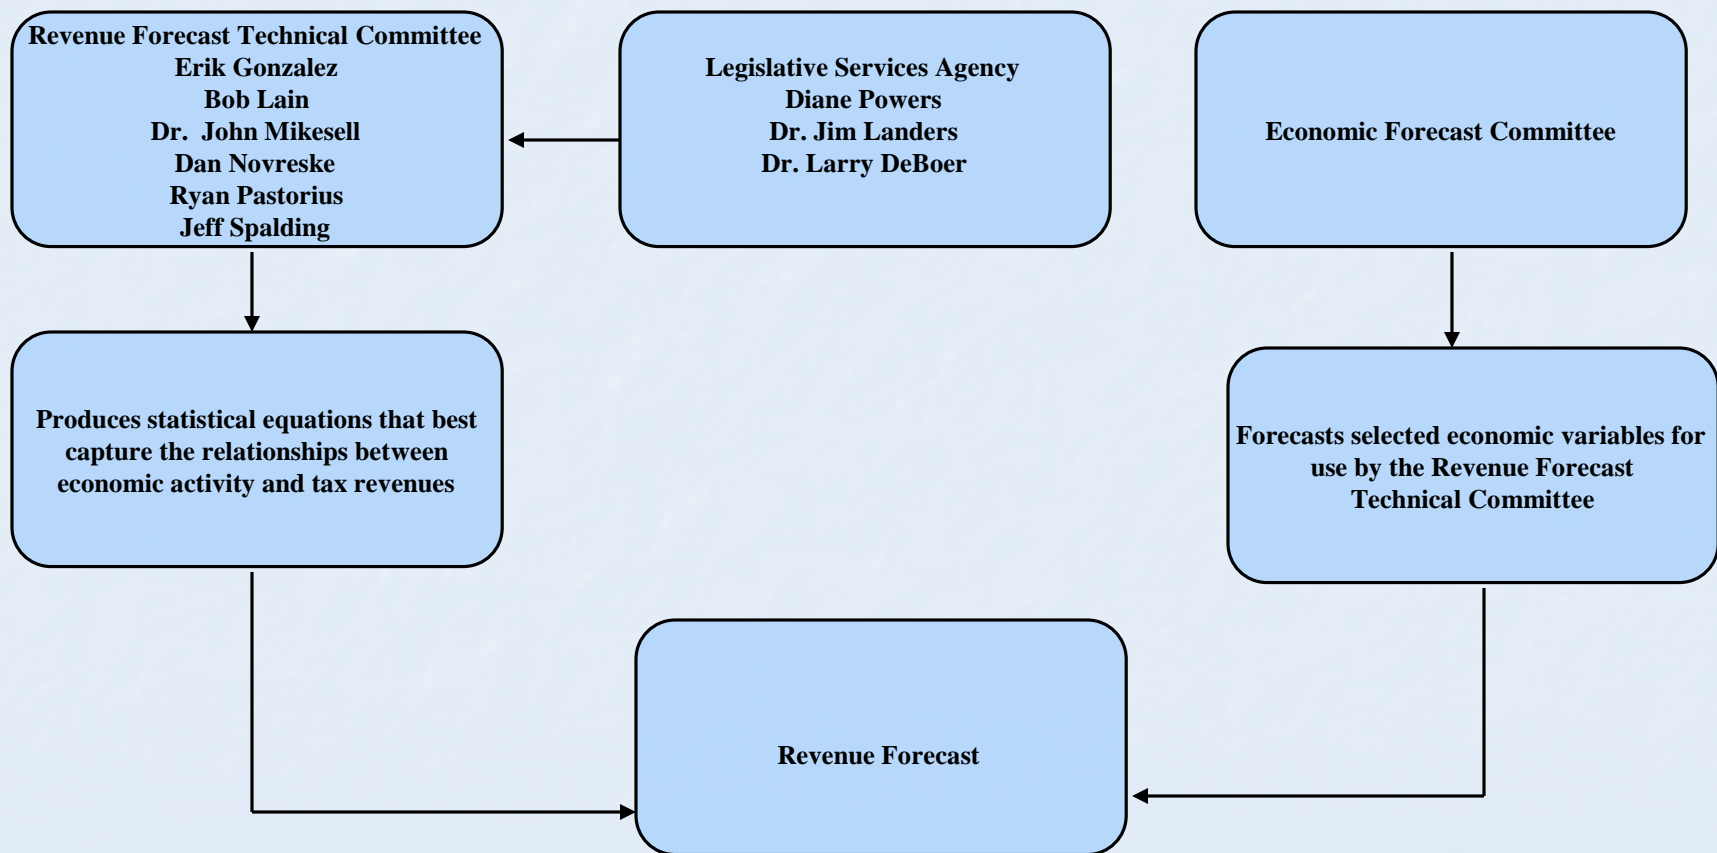 Revenue Forecast Technical Committee
Erik Gonzalez
Bob Lain
Dr.  John Mikesell
Dan Novreske
Ryan Pastorius
Jeff Spalding
Legislative Services Agency
Diane Powers
Dr. Jim Landers
Dr. Larry DeBoer
Economic Forecast Committee
Produces statistical equations that best
capture the relationships between
economic activity and tax revenues
Forecasts selected economic variables for
use by the Revenue Forecast
Technical Committee
Revenue Forecast